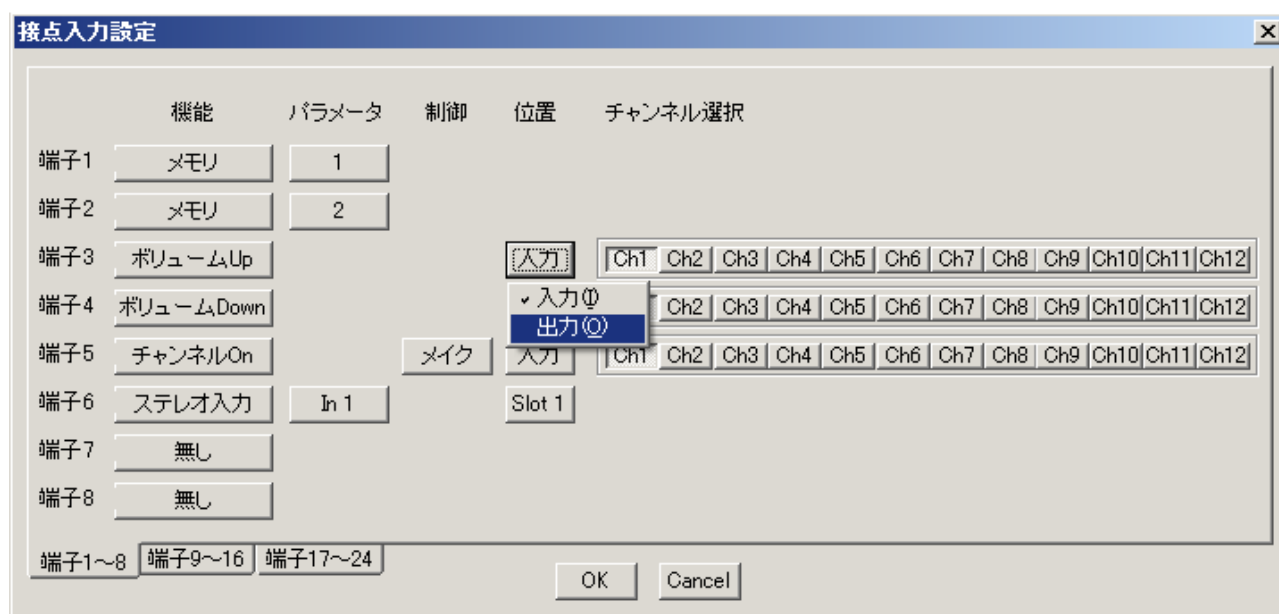 接点入力設定
機能 パラメータ 制御 位置 チャンネル選択
端子1 メモリ 1
端子2 メモリ 2
端子3 ボリュームUp 入力 Ch1 Ch2 Ch3 Ch4 Ch5 Ch6 Ch7 Ch8 Ch9 Ch10 Ch11 Ch12
入力(I)
端子4 ボリュームDown Ch2 Ch3 Ch4 Ch5 Ch6 Ch7 Ch8 Ch9 Ch10 Ch11 Ch12
出力(O)
端子5 チャンネルOn メイク 入力 Ch1 Ch2 Ch3 Ch4 Ch5 Ch6 Ch7 Ch8 Ch9 Ch10 Ch11 Ch12
端子6 ステレオ入力 In 1 Slot 1
端子7 無し
端子8 無し
端子1～8 端子9～16 端子17～24
OK Cancel